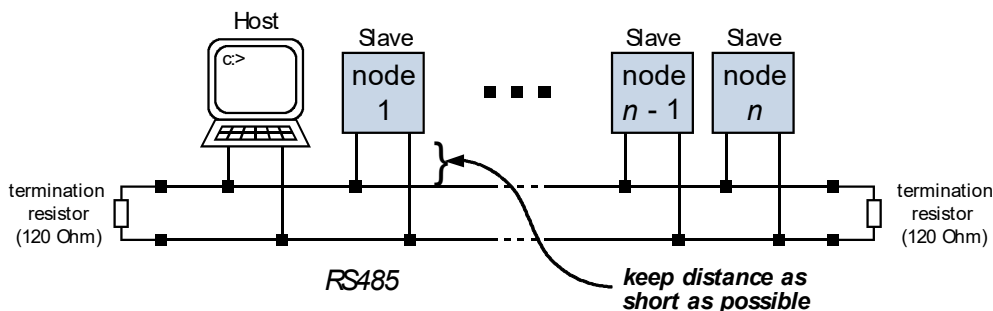 Host
c:>
Slave
node
1
Slave
node
n - 1
Slave
node
n
termination
resistor
(120 Ohm)
termination
resistor
(120 Ohm)
RS485
keep distance as
short as possible